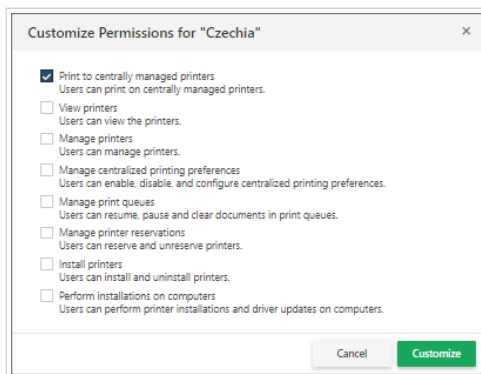 Customize Permissions for "Czechia"
×
Print to centrally managed printers
Users can print on centrally managed printers.
View printers
Users can view the printers.
Manage printers
Users can manage printers.
Manage centralized printing preferences
Users can enable, disable, and configure centralized printing preferences.
Manage print queues
Users can resume, pause and clear documents in print queues.
Manage printer reservations
Users can reserve and unreserve printers.
Install printers
Users can install and uninstall printers.
Perform installations on computers
Users can perform printer installations and driver updates on computers.
Cancel
Customize